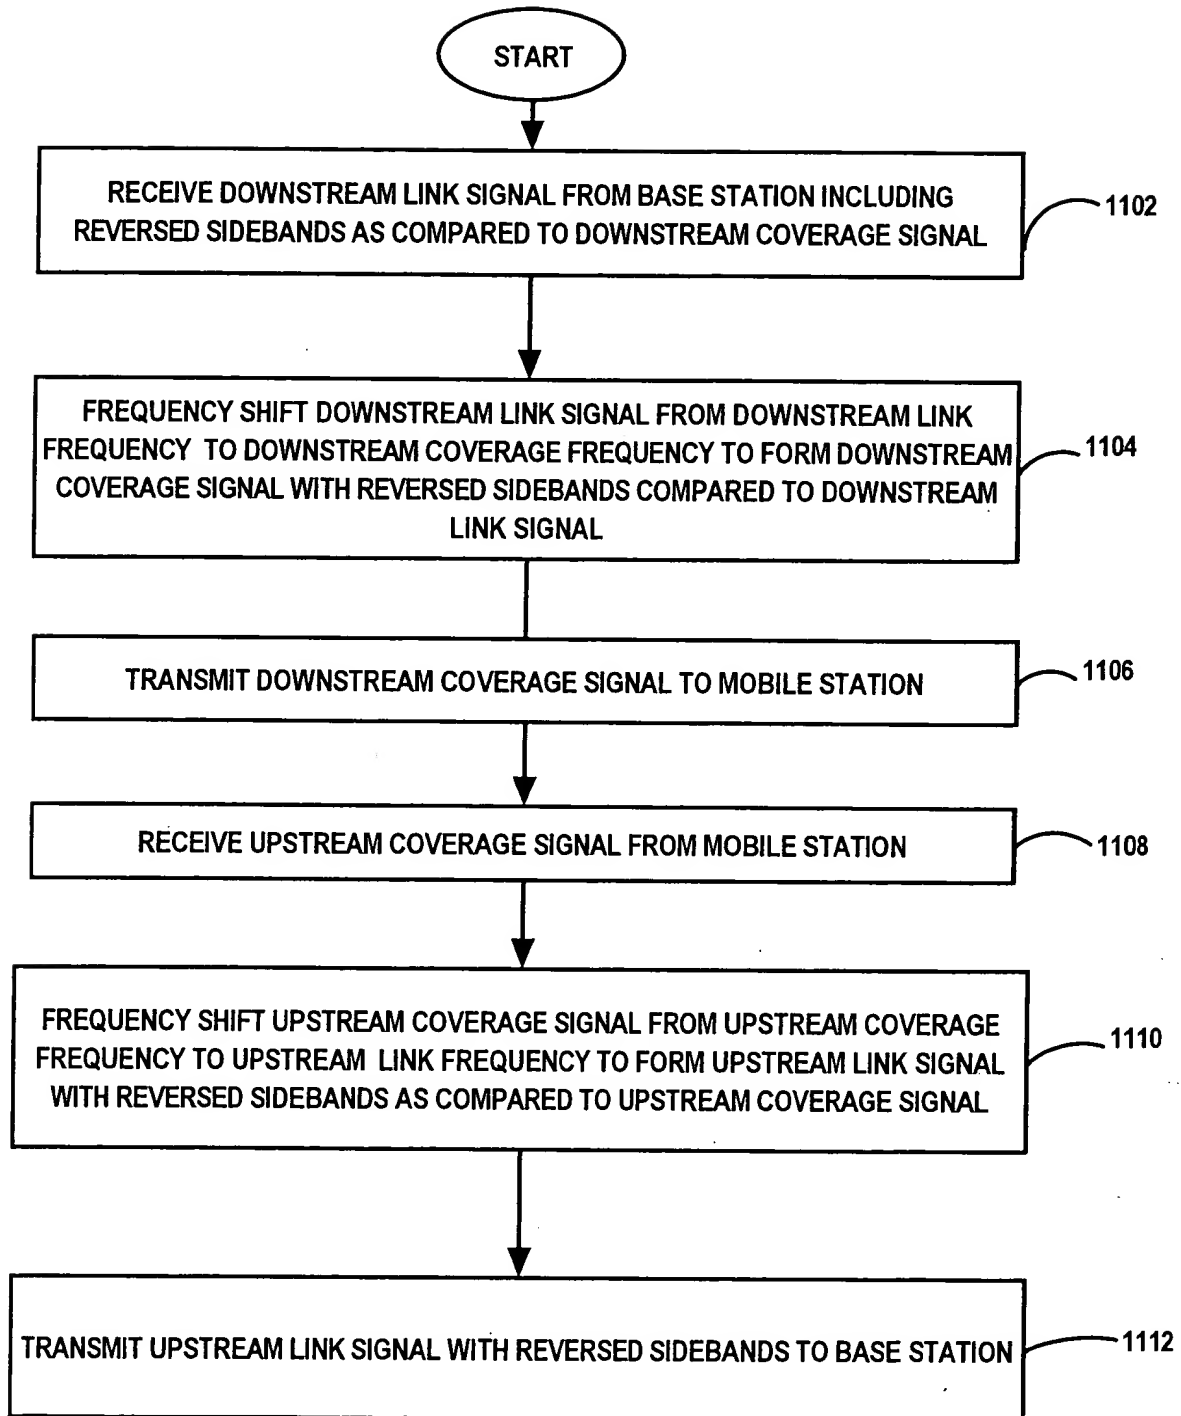 START
RECEIVE DOWNSTREAM LINK SIGNAL FROM BASE STATION INCLUDING
REVERSED SIDEBANDS AS COMPARED TO DOWNSTREAM COVERAGE SIGNAL
1102
FREQUENCY SHIFT DOWNSTREAM LINK SIGNAL FROM DOWNSTREAM LINK
FREQUENCY TO DOWNSTREAM COVERAGE FREQUENCY TO FORM DOWNSTREAM
COVERAGE SIGNAL WITH REVERSED SIDEBANDS COMPARED TO DOWNSTREAM
LINK SIGNAL
1104
TRANSMIT DOWNSTREAM COVERAGE SIGNAL TO MOBILE STATION
1106
RECEIVE UPSTREAM COVERAGE SIGNAL FROM MOBILE STATION
1108
FREQUENCY SHIFT UPSTREAM COVERAGE SIGNAL FROM UPSTREAM COVERAGE
FREQUENCY TO UPSTREAM LINK FREQUENCY TO FORM UPSTREAM LINK SIGNAL
WITH REVERSED SIDEBANDS AS COMPARED TO UPSTREAM COVERAGE SIGNAL
1110
TRANSMIT UPSTREAM LINK SIGNAL WITH REVERSED SIDEBANDS TO BASE STATION
1112